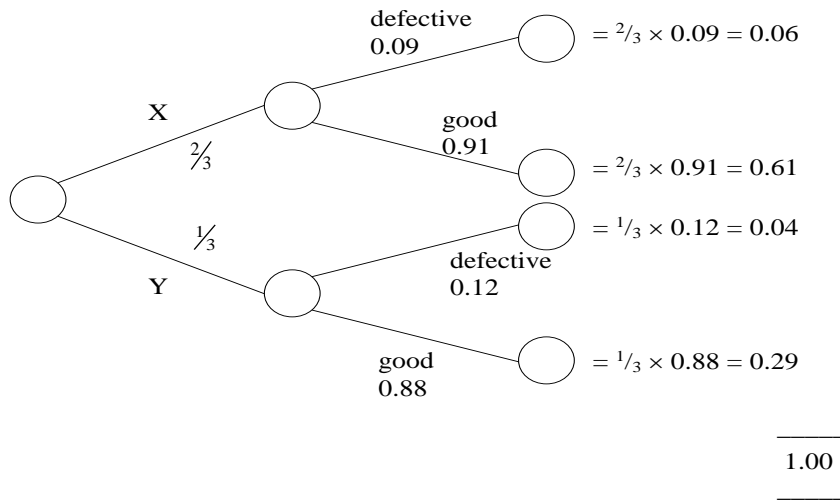 defective
0.09
= 2/3 × 0.09 = 0.06
X
2/3
good
0.91
= 2/3 × 0.91 = 0.61
1/3
= 1/3 × 0.12 = 0.04
Y
defective
0.12
good
0.88
= 1/3 × 0.88 = 0.29
1.00